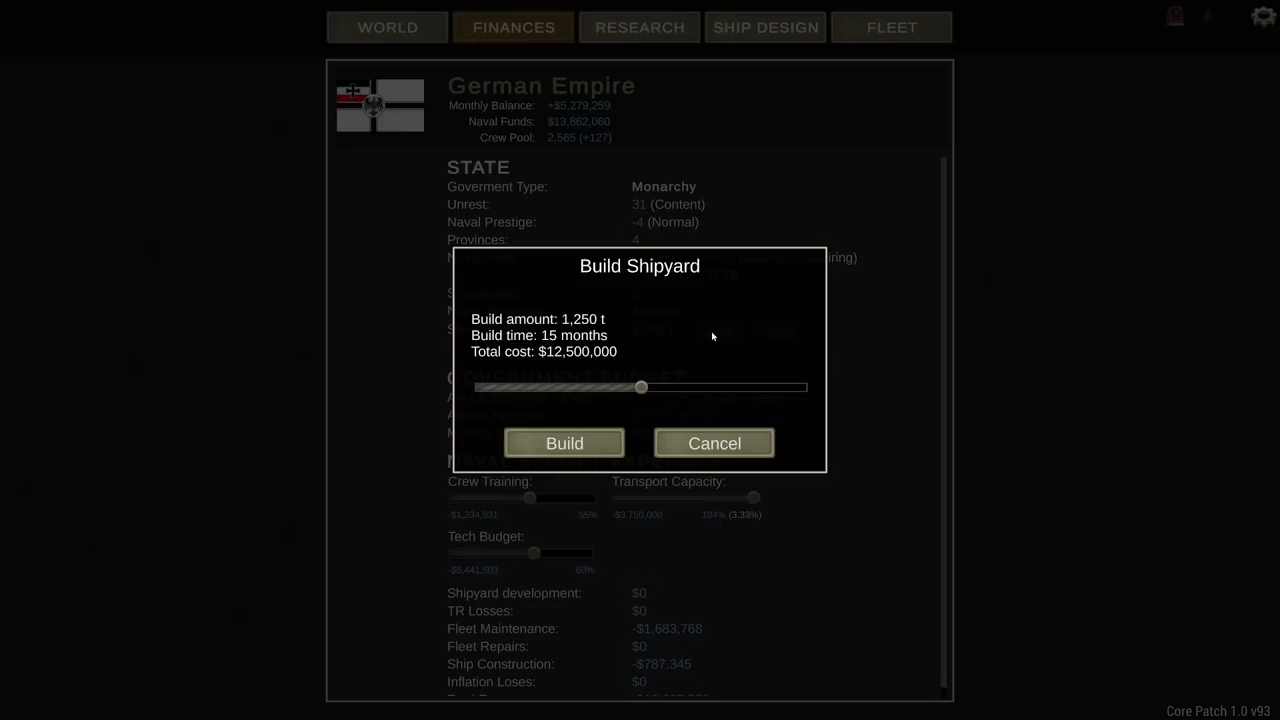 WORLD FINANCES RESEARCH SHIP DESIGN FLEET
German Empire
Monthly Balance: +$5,279,259
Naval Funds: $13,862,060
Crew Pool: 2,565 (+127)
STATE
Goverment Type: Monarchy
Unrest: 31 (Content)
Naval Prestige: -4 (Normal)
Provinces: 4
Build Shipyard
Build amount: 1,250 t
Build time: 15 months
Total cost: $12,500,000
Build Cancel
Crew Training: Transport Capacity:
-$1,234,931 55% -$3,750,000 104% (3.33%)
Tech Budget:
-$5,441,503 60%
Shipyard development: $0
TR Losses: $0
Fleet Maintenance: -$1,683,768
Fleet Repairs: $0
Ship Construction: -$787,345
Inflation Loses: $0
Core Patch 1.0 v93